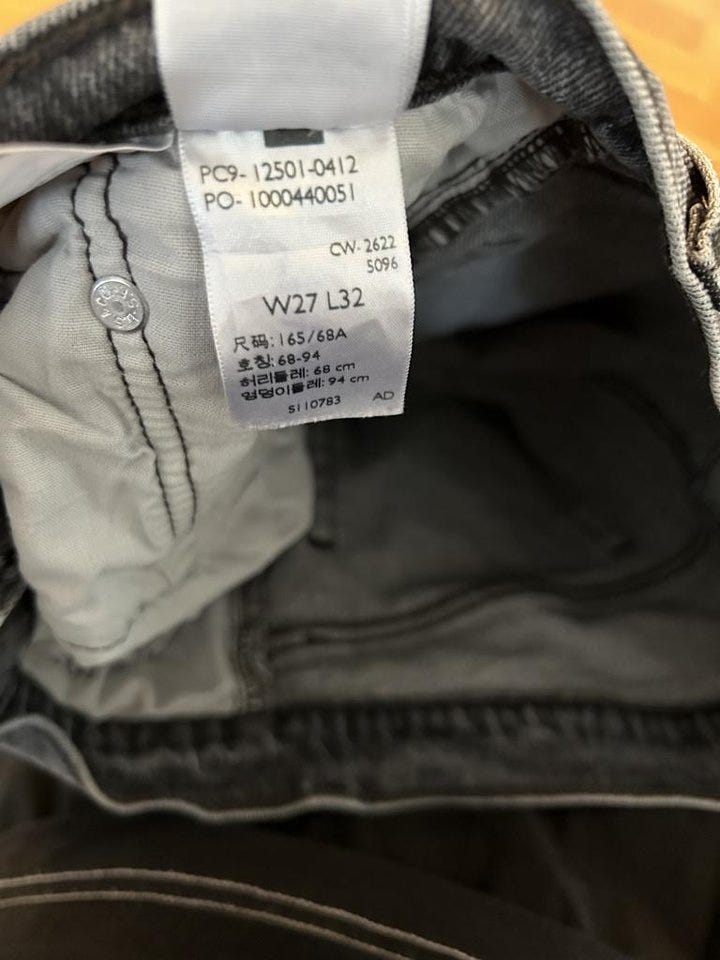 PC9-12501-0412
PO-1000440051
CW-2622
5096
W27 L32
尺码:165/68A
호칭:68-94
허리둘레: 68 cm
엉덩이둘레: 94 cm
S110783 AD